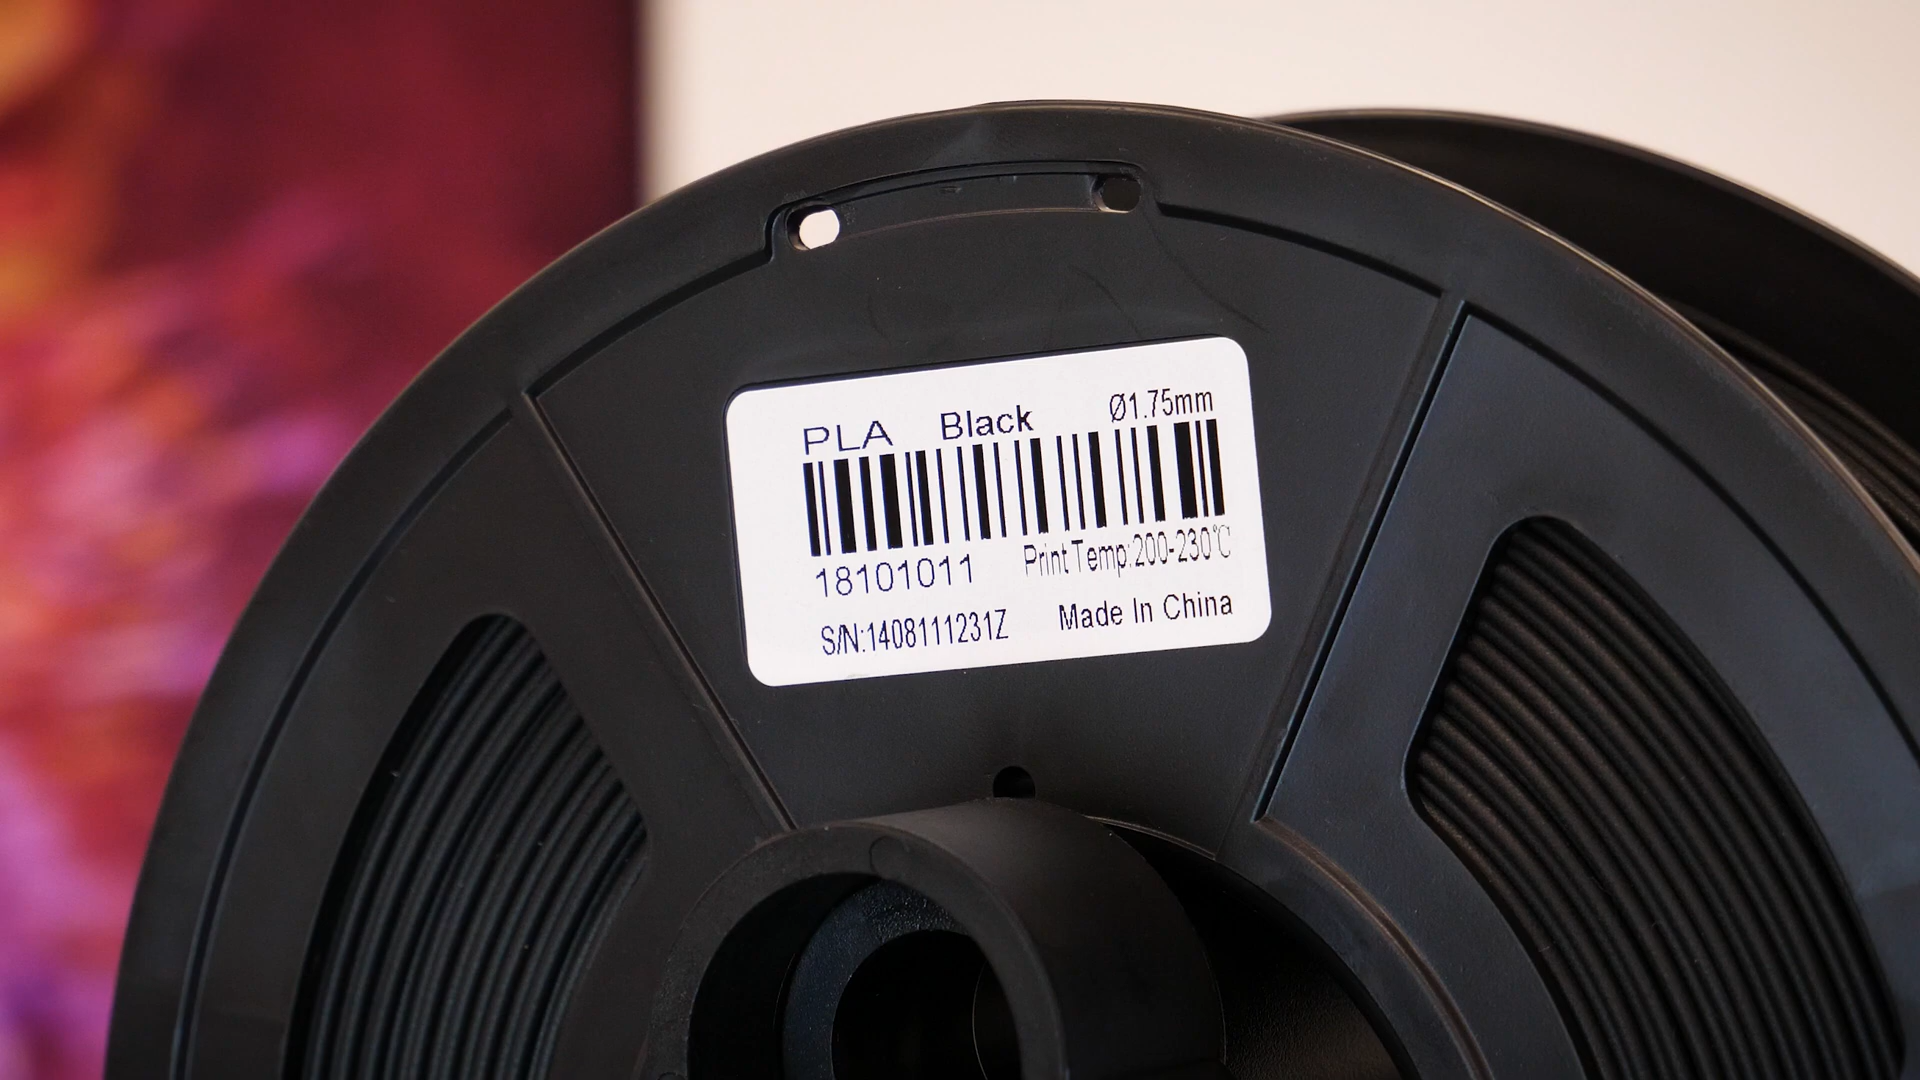 PLA Black Ø1.75mm
18101011 Print Temp:200-230℃
S/N:1408111231Z Made In China